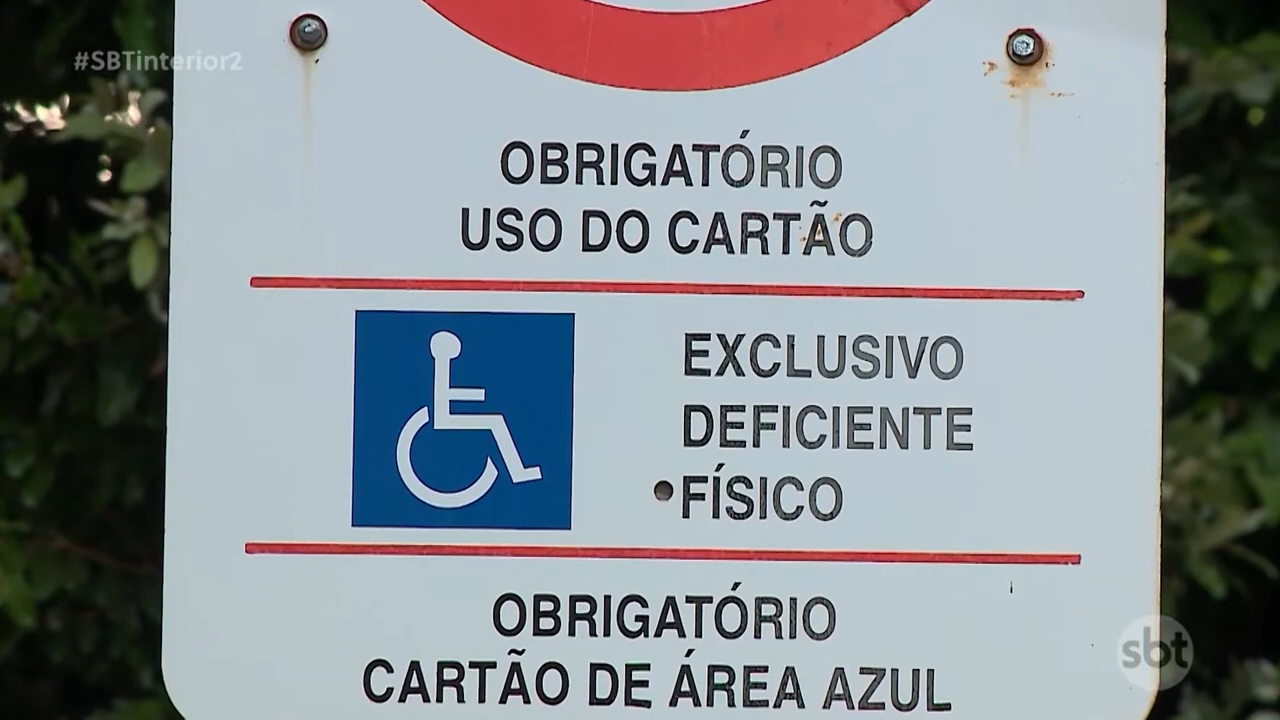 #SBTinterior2
OBRIGATÓRIO
USO DO CARTÃO
EXCLUSIVO
DEFICIENTE
FÍSICO
OBRIGATÓRIO
CARTÃO DE ÁREA AZUL
sbt